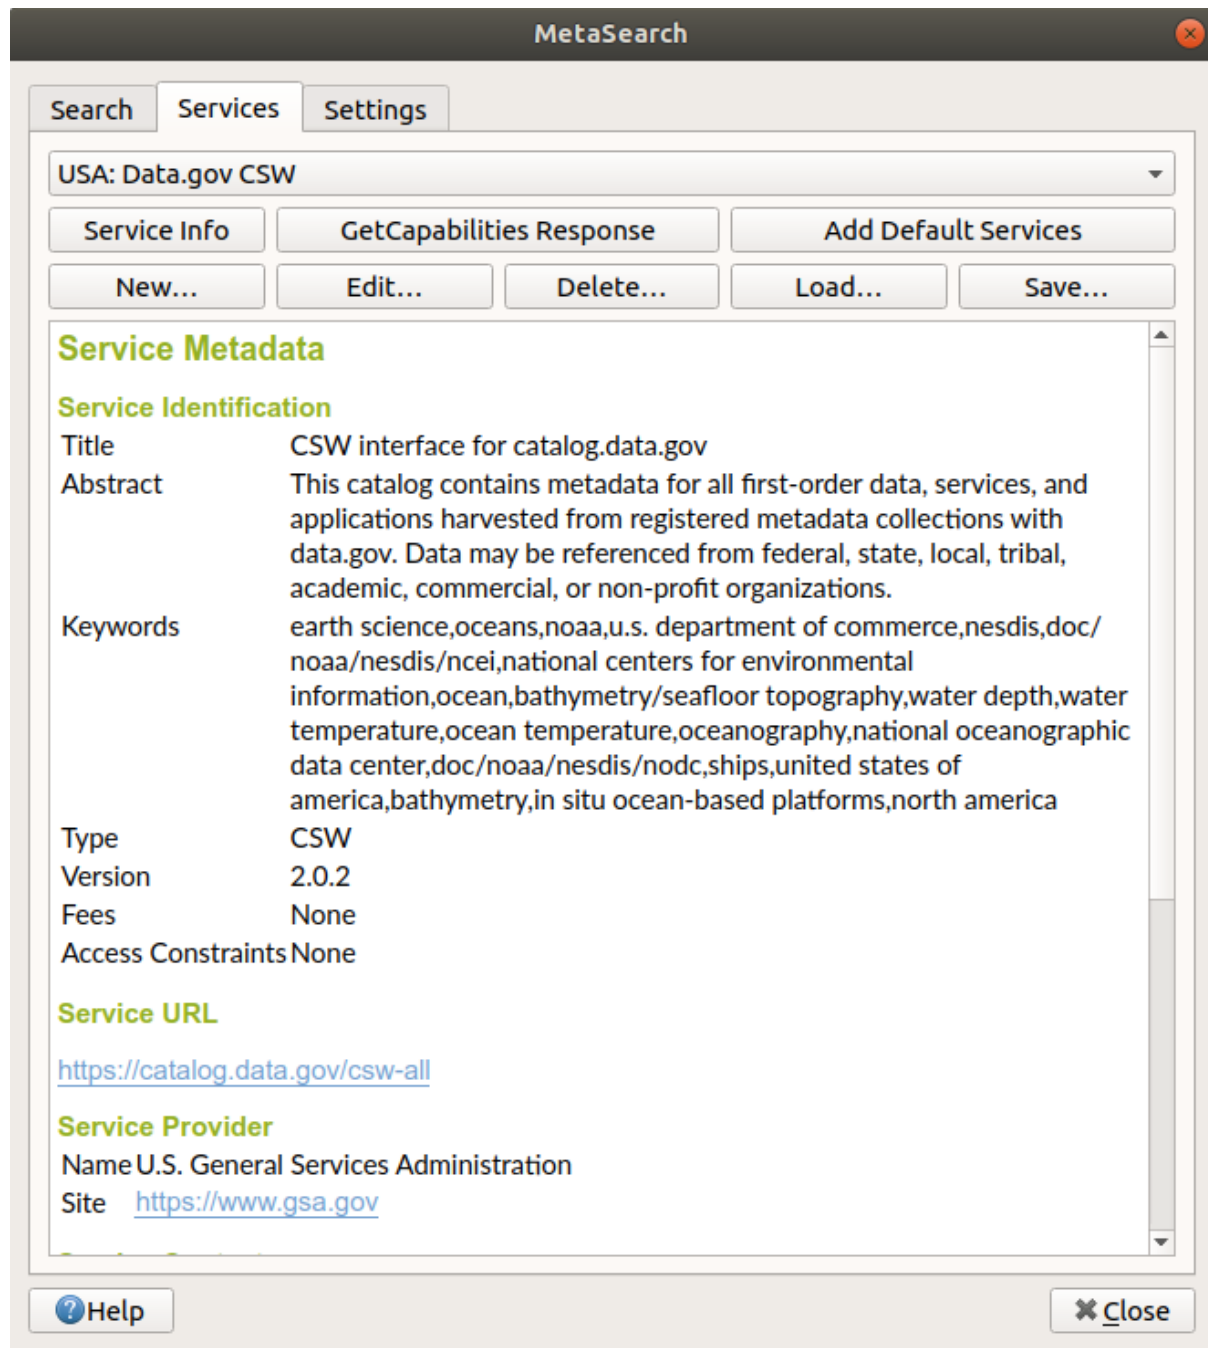 MetaSearch
Search Services Settings
USA: Data.gov CSW
Service Info GetCapabilities Response Add Default Services
New... Edit... Delete... Load... Save...
Service Metadata
Service Identification
Title CSW interface for catalog.data.gov
Abstract This catalog contains metadata for all first-order data, services, and
applications harvested from registered metadata collections with
data.gov. Data may be referenced from federal, state, local, tribal,
academic, commercial, or non-profit organizations.
Keywords earth science,oceans,noaa,u.s. department of commerce,nesdis,doc/
noaa/nesdis/ncei,national centers for environmental
information,ocean,bathymetry/seafloor topography,water depth,water
temperature,ocean temperature,oceanography,national oceanographic
data center,doc/noaa/nesdis/nodc,ships,united states of
america,bathymetry,in situ ocean-based platforms,north america
Type CSW
Version 2.0.2
Fees None
Access Constraints None
Service URL
https://catalog.data.gov/csw-all
Service Provider
Name U.S. General Services Administration
Site https://www.gsa.gov
Help Close